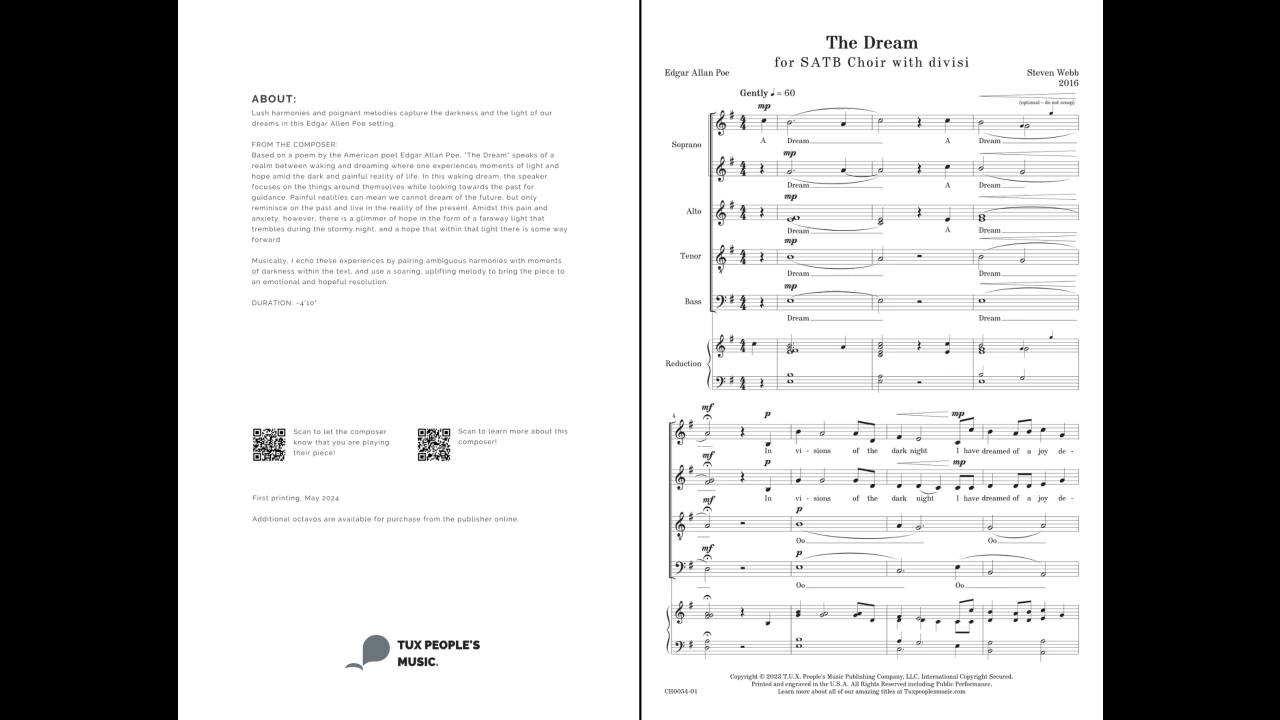 ABOUT:
Lush harmonies and poignant melodies capture the darkness and the light of our
dreams in this Edgar Allen Poe setting.
FROM THE COMPOSER:
Based on a poem by the American poet Edgar Allan Poe, "The Dream" speaks of a
realm between waking and dreaming where one experiences moments of light and
hope amid the dark and painful reality of life. In this waking dream, the speaker
focuses on the things around themselves while looking towards the past for
guidance. Painful realities can mean we cannot dream of the future, but only
reminisce on the past and live in the reality of the present. Amidst this pain and
anxiety, however, there is a glimmer of hope in the form of a faraway light that
trembles during the stormy night, and a hope that within that light there is some way
forward
Musically, I echo these experiences by pairing ambiguous harmonies with moments
of darkness within the text, and use a soaring, uplifting melody to bring the piece to
an emotional and hopeful resolution.
DURATION: ~4'10"
Scan to let the composer
know that you are playing
their piece!
Scan to learn more about this
composer!
First printing, May 2024
Additional octavos are available for purchase from the publisher online.
TUX PEOPLE'S
MUSIC.
The Dream
for SATB Choir with divisi
Edgar Allan Poe
Steven Webb
2016
Gently ♩ = 60
mp
(optional - do not scoop)
Soprano
A Dream A Dream
mp
Dream A Dream
mp
Alto
Dream A Dream
mp
Tenor
Dream Dream
mp
Bass
Dream Dream
Reduction
4
mf p mp
In vi - sions of the dark night I have dreamed of a joy de -
mf p mp
In vi - sions of the dark night I have dreamed of a joy de -
mf p
Oo Oo
mf p
Oo Oo
Copyright © 2023 T.U.X. People's Music Publishing Company, LLC, International Copyright Secured.
Printed and engraved in the U.S.A. All Rights Reserved including Public Performance.
CH0054-01
Learn more about all of our amazing titles at Tuxpeoplesmusic.com